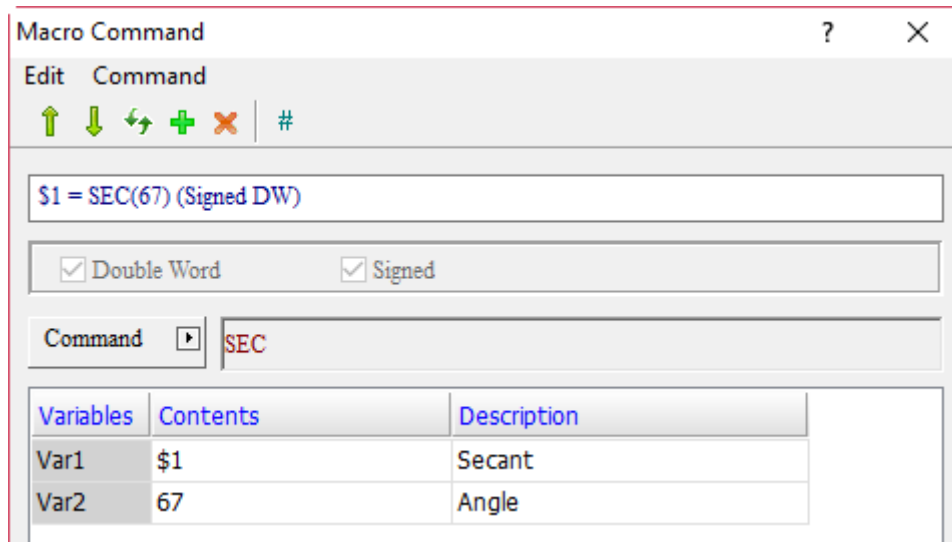 Macro Command ?
Edit Command
#
$1 = SEC(67) (Signed DW)
Double Word Signed
Command SEC
Variables Contents Description
Var1 $1 Secant
Var2 67 Angle